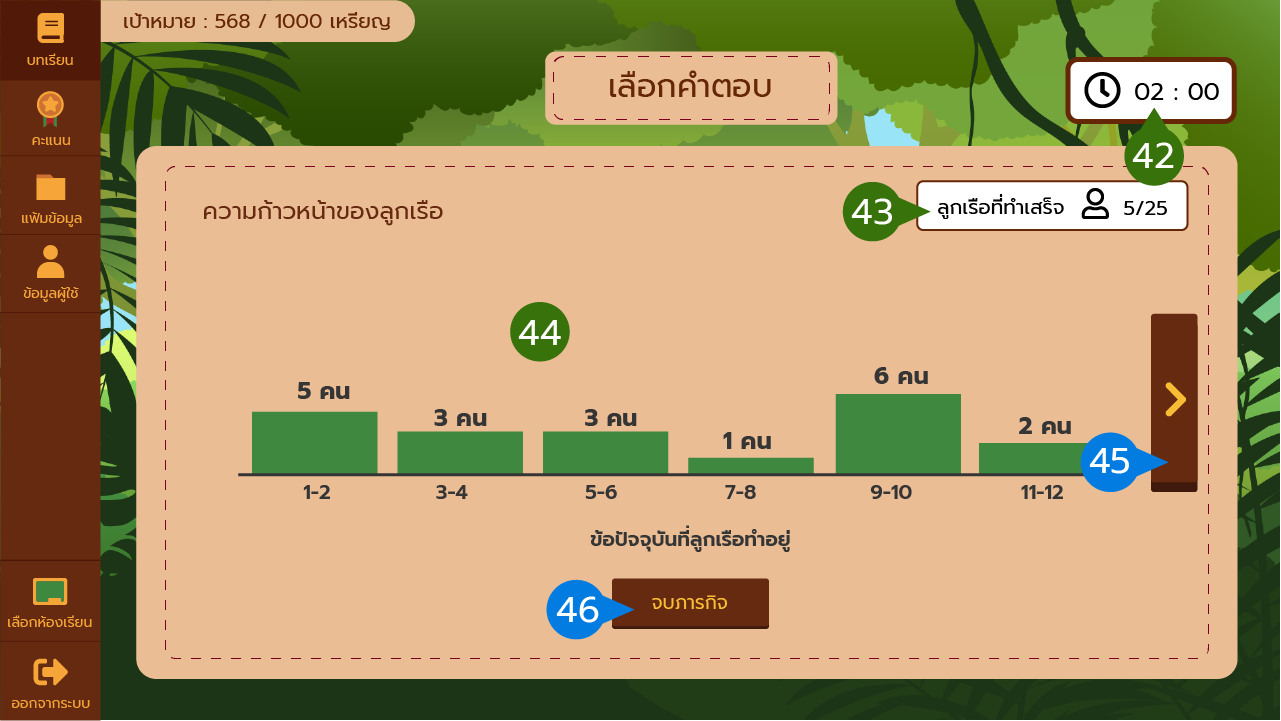 เป้าหมาย : 568 / 1000 เหรียญ
บทเรียน
คะแนน
แฟ้มข้อมูล
ข้อมูลผู้ใช้
เลือกห้องเรียน
ออกจากระบบ
เลือกคำตอบ
02 : 00
42
ความก้าวหน้าของลูกเรือ
43
ลูกเรือที่ทำเสร็จ 5/25
44
5 คน
3 คน
3 คน
1 คน
6 คน
2 คน
45
1-2
3-4
5-6
7-8
9-10
11-12
ข้อปัจจุบันที่ลูกเรือทำอยู่
46
จบภารกิจ